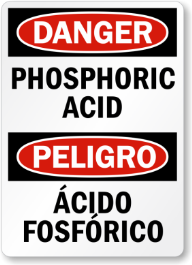 DANGER
PHOSPHORIC
ACID
PELIGRO
ÁCIDO
FOSFÓRICO